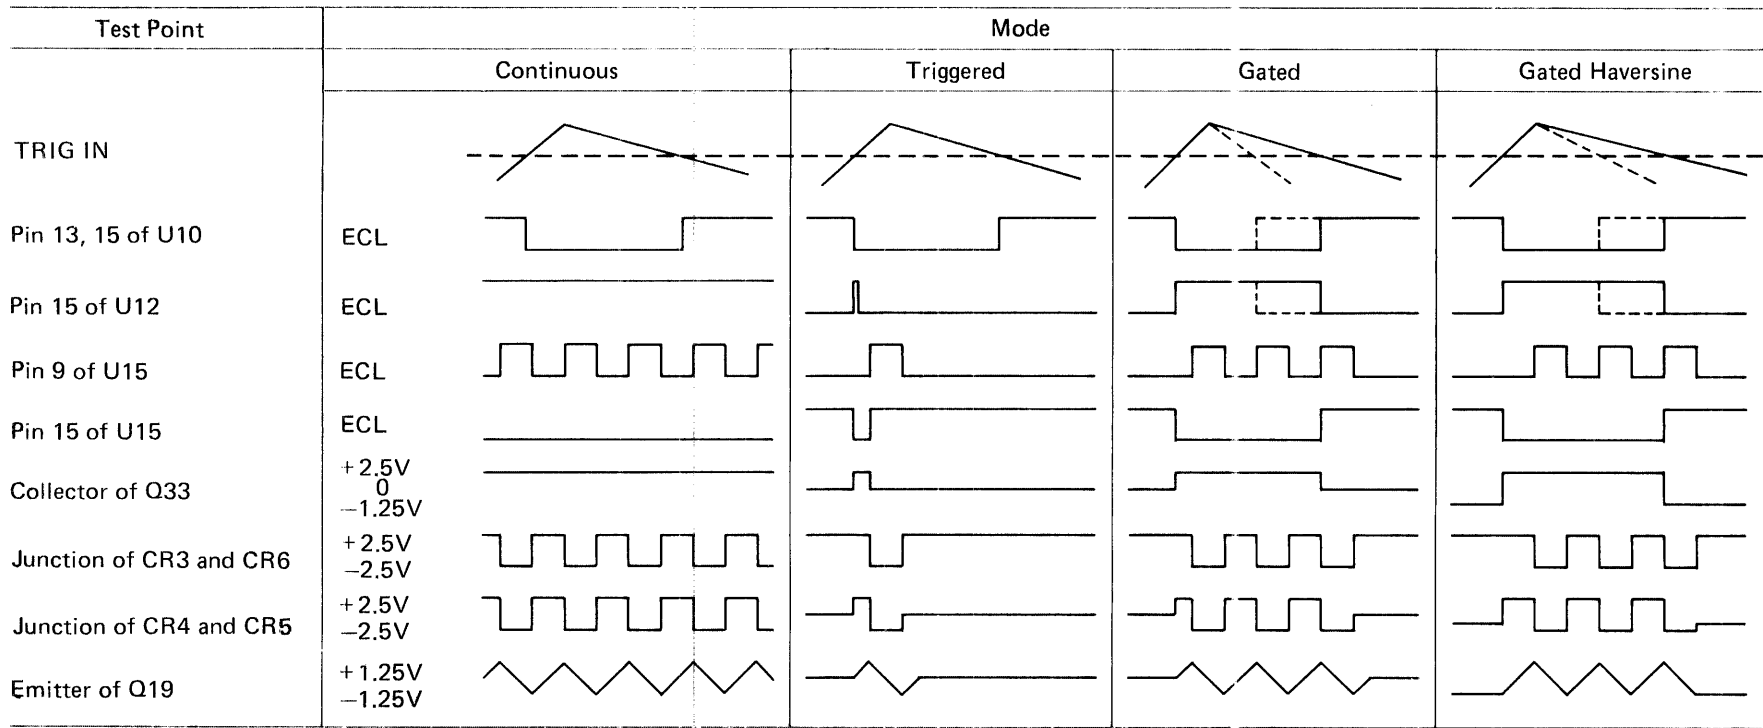 Test Point
Mode
Continuous
Triggered
Gated
Gated Haversine
TRIG IN
Pin 13, 15 of U10
ECL
Pin 15 of U12
ECL
Pin 9 of U15
ECL
Pin 15 of U15
ECL
Collector of Q33
+2.5V
0
−1.25V
Junction of CR3 and CR6
+2.5V
−2.5V
Junction of CR4 and CR5
+2.5V
−2.5V
Emitter of Q19
+1.25V
−1.25V